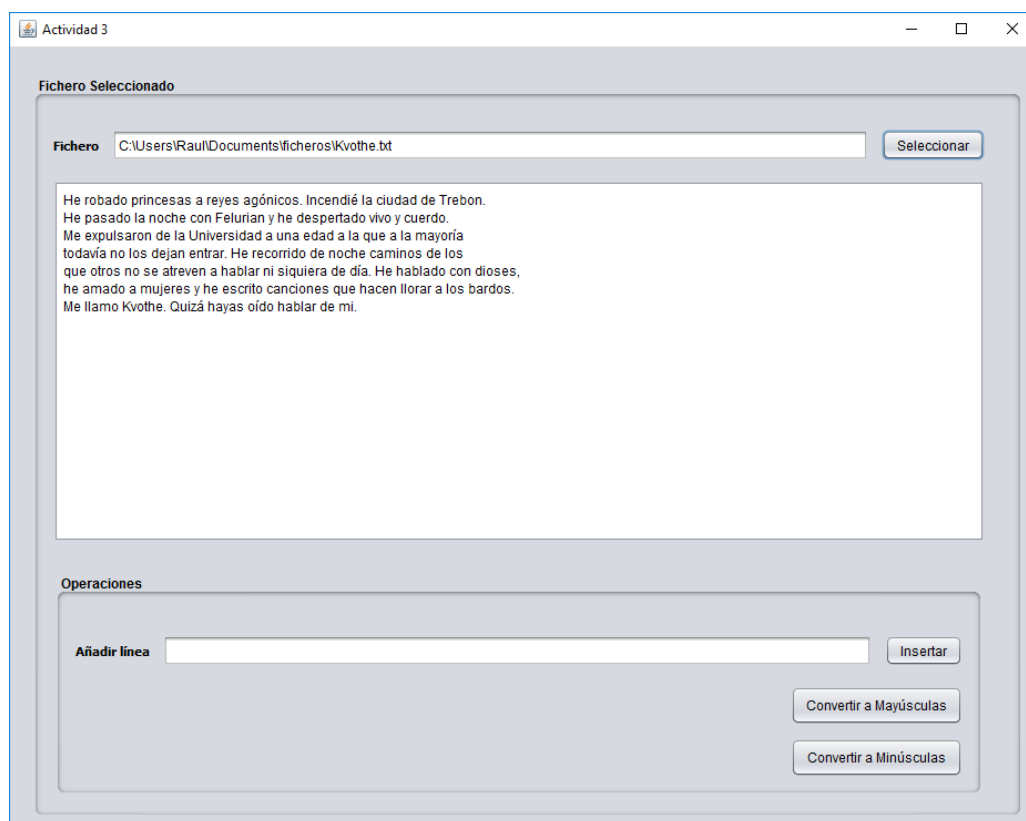 Actividad 3
Fichero Seleccionado
Fichero C:\Users\Raul\Documents\ficheros\Kvothe.txt Seleccionar
He robado princesas a reyes agónicos. Incendié la ciudad de Trebon.
He pasado la noche con Felurian y he despertado vivo y cuerdo.
Me expulsaron de la Universidad a una edad a la que a la mayoría
todavía no los dejan entrar. He recorrido de noche caminos de los
que otros no se atreven a hablar ni siquiera de día. He hablado con dioses,
he amado a mujeres y he escrito canciones que hacen llorar a los bardos.
Me llamo Kvothe. Quizá hayas oído hablar de mi.
Operaciones
Añadir línea Insertar
Convertir a Mayúsculas
Convertir a Minúsculas